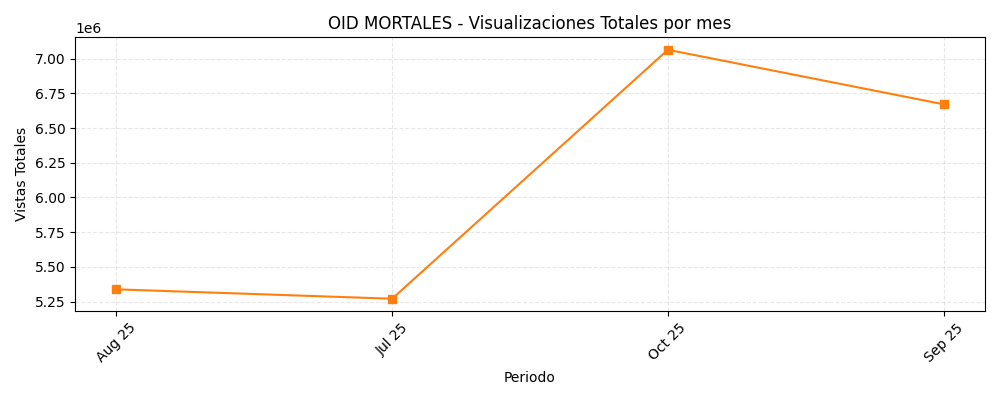 OID MORTALES - Visualizaciones Totales por mes
1e6
7.00
6.75
6.50
6.25
6.00
5.75
5.50
5.25
Vistas Totales
Aug 25
Jul 25
Oct 25
Sep 25
Periodo